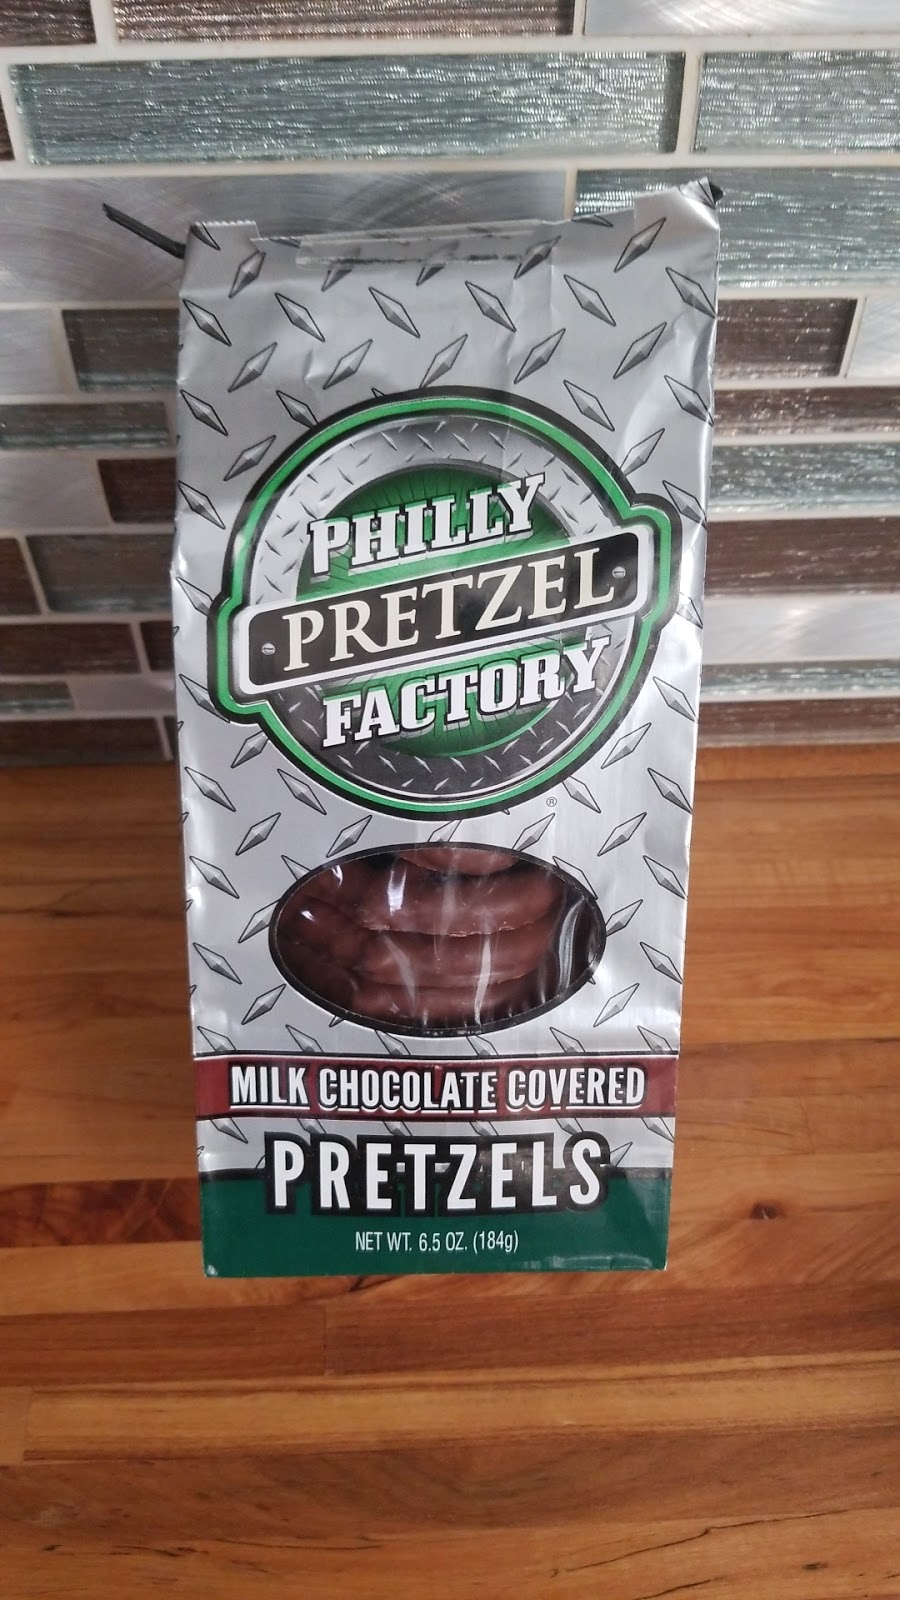 PHILLY
PRETZEL
FACTORY
®
MILK CHOCOLATE COVERED
PRETZELS
NET WT. 6.5 OZ. (184g)